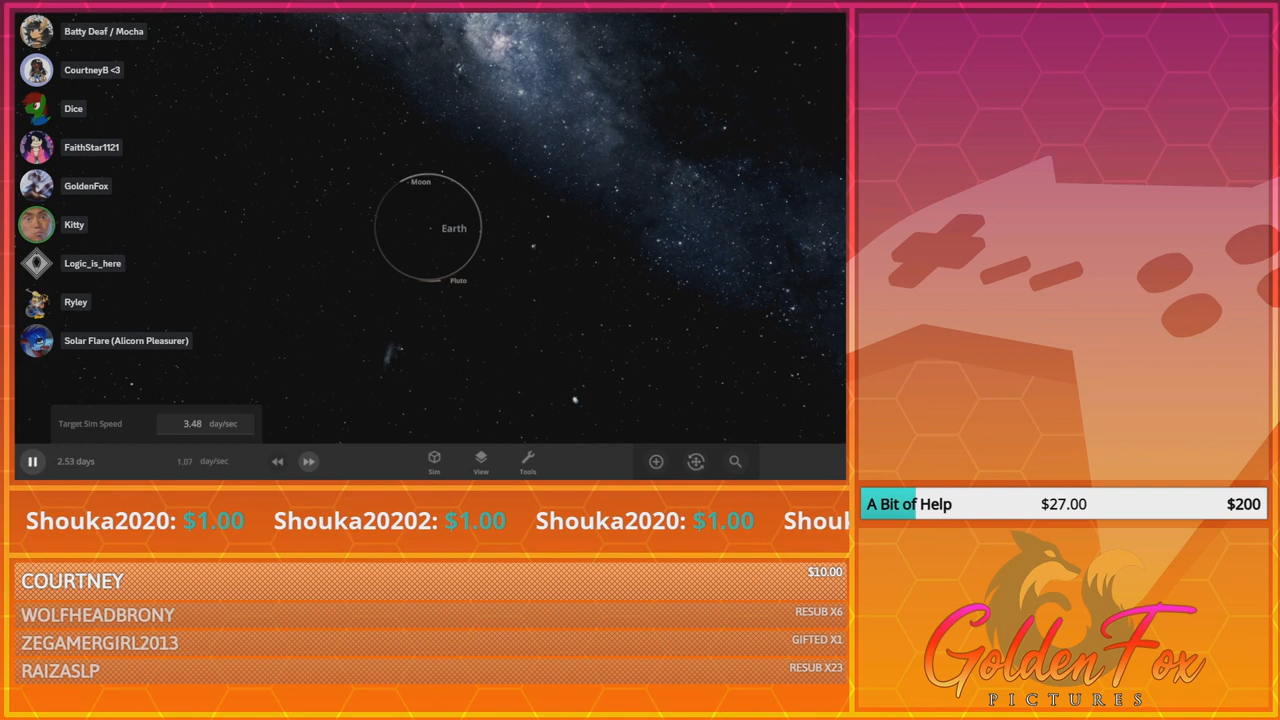 Batty Deaf / Mocha
CourtneyB <3
Dice
FaithStar1121
GoldenFox
Kitty
Logic_is_here
Ryley
Solar Flare (Alicorn Pleasurer)
Moon
Earth
Pluto
Target Sim Speed 3.48 day/sec
2.53 days 1.07 day/sec
Sim View Tools
Shouka2020: $1.00 Shouka20202: $1.00 Shouka2020: $1.00 Shouk
COURTNEY $10.00
WOLFHEADBRONY RESUB X6
ZEGAMERGIRL2013 GIFTED X1
RAIZASLP RESUB X23
A Bit of Help $27.00 $200
GoldenFox
PICTURES